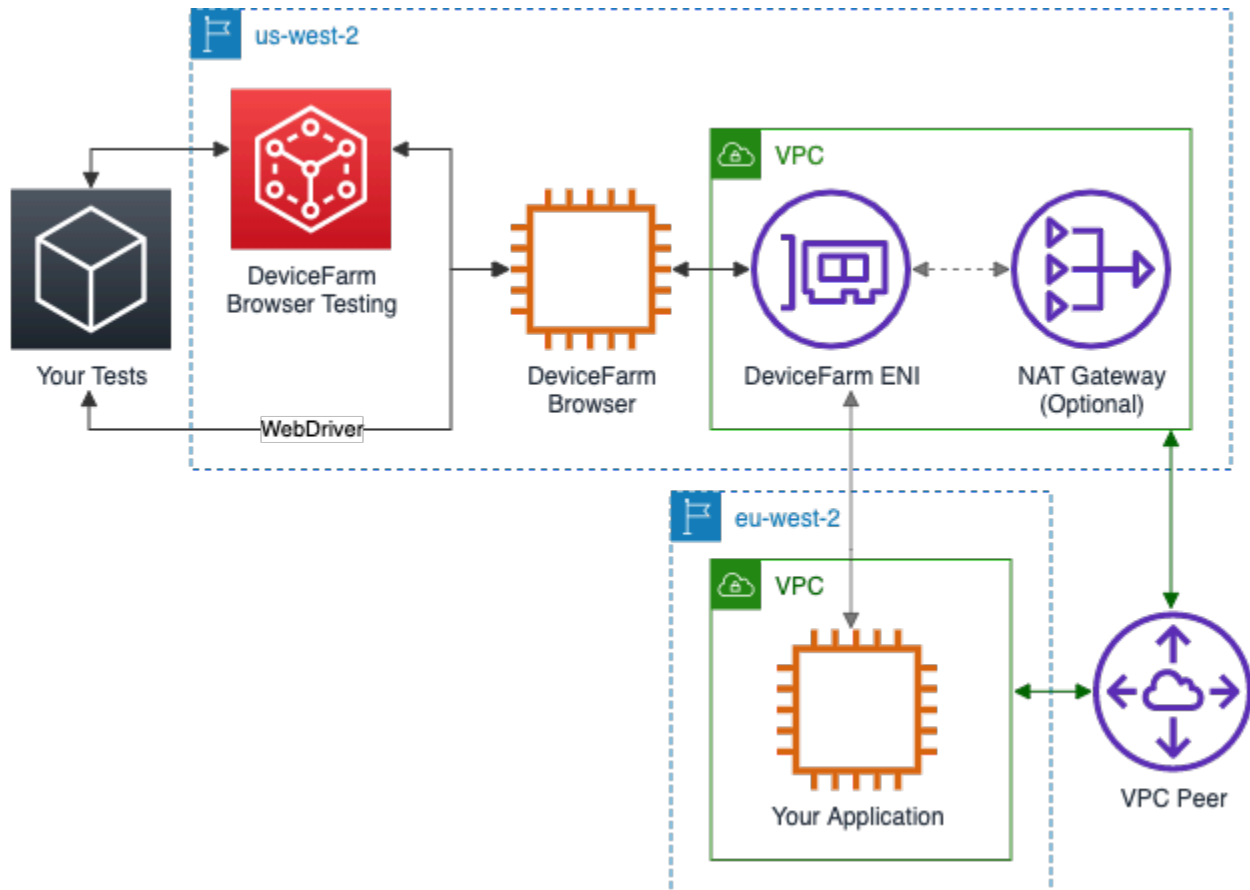 us-west-2
VPC
DeviceFarm
Browser Testing
Your Tests
DeviceFarm
Browser
DeviceFarm ENI
NAT Gateway
(Optional)
WebDriver
eu-west-2
VPC
Your Application
VPC Peer